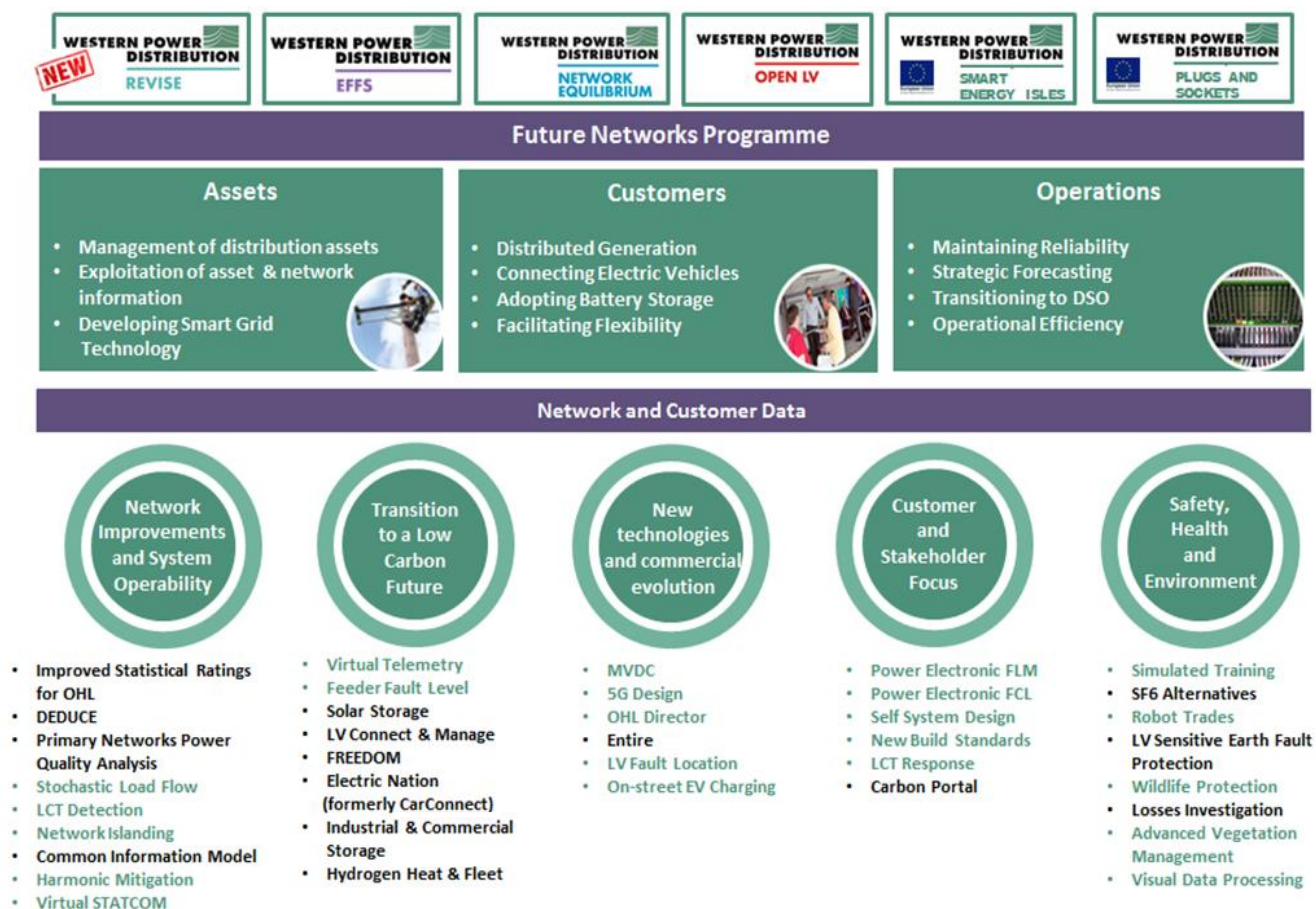 NEW
WESTERN POWER
DISTRIBUTION
REVISE
WESTERN POWER
DISTRIBUTION
EFFS
WESTERN POWER
DISTRIBUTION
NETWORK
EQUILIBRIUM
WESTERN POWER
DISTRIBUTION
OPEN LV
WESTERN POWER
DISTRIBUTION
SMART
ENERGY ISLES
European Union
WESTERN POWER
DISTRIBUTION
PLUGS AND
SOCKETS
European Union
Future Networks Programme
Assets
• Management of distribution assets
• Exploitation of asset & network
information
• Developing Smart Grid
Technology
Customers
• Distributed Generation
• Connecting Electric Vehicles
• Adopting Battery Storage
• Facilitating Flexibility
Operations
• Maintaining Reliability
• Strategic Forecasting
• Transitioning to DSO
• Operational Efficiency
Network and Customer Data
Network
Improvements
and System
Operability
• Improved Statistical Ratings
for OHL
• DEDUCE
• Primary Networks Power
Quality Analysis
• Stochastic Load Flow
• LCT Detection
• Network Islanding
• Common Information Model
• Harmonic Mitigation
• Virtual STATCOM
Transition
to a Low
Carbon
Future
• Virtual Telemetry
• Feeder Fault Level
• Solar Storage
• LV Connect & Manage
• FREEDOM
• Electric Nation
(formerly CarConnect)
• Industrial & Commercial
Storage
• Hydrogen Heat & Fleet
New
technologies
and commercial
evolution
• MVDC
• 5G Design
• OHL Director
• Entire
• LV Fault Location
• On-street EV Charging
Customer
and
Stakeholder
Focus
• Power Electronic FLM
• Power Electronic FCL
• Self System Design
• New Build Standards
• LCT Response
• Carbon Portal
Safety,
Health
and
Environment
• Simulated Training
• SF6 Alternatives
• Robot Trades
• LV Sensitive Earth Fault
Protection
• Wildlife Protection
• Losses Investigation
• Advanced Vegetation
Management
• Visual Data Processing